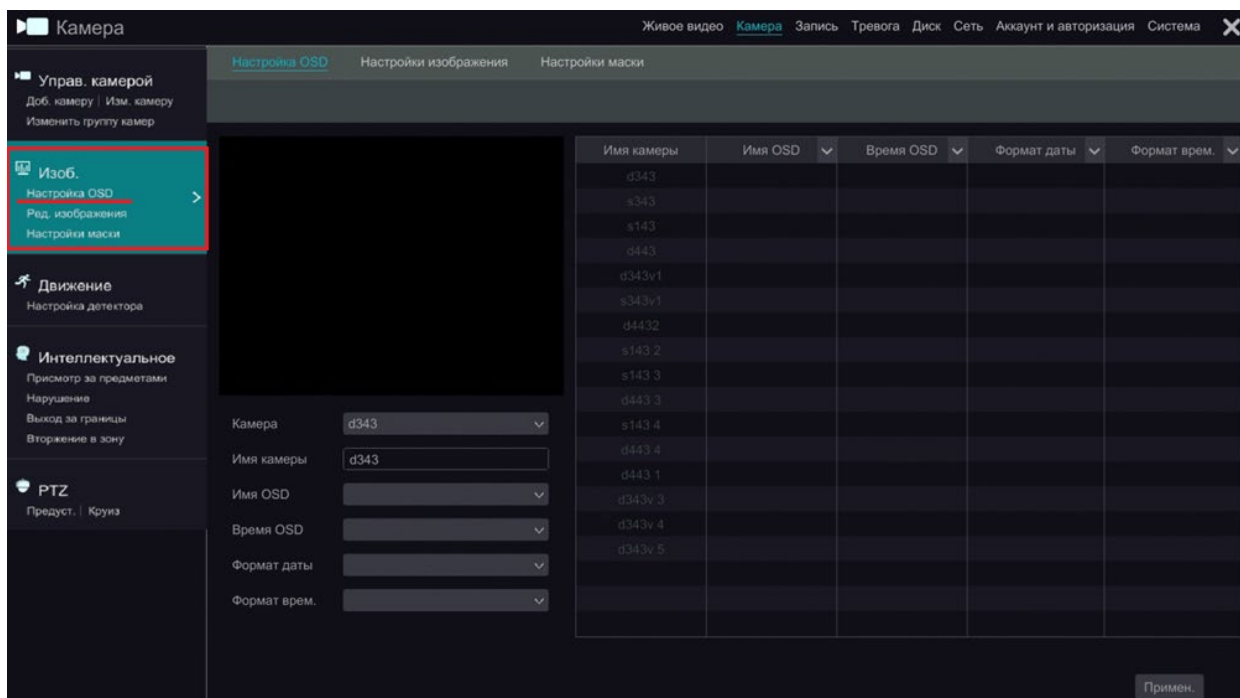 Камера
Живое видео Камера Запись Тревога Диск Сеть Аккаунт и авторизация Система
Управ. камерой
Доб. камеру | Изм. камеру
Изменить группу камер
Изоб.
Настройка OSD
Ред. изображения
Настройки маски
Движение
Настройка детектора
Интеллектуальное
Присмотр за предметами
Нарушение
Выход за границы
Вторжение в зону
PTZ
Предуст. | Круиз
Настройка OSD Настройки изображения Настройки маски
Камера d343
Имя камеры d343
Имя OSD
Время OSD
Формат даты
Формат врем.
Имя камеры Имя OSD Время OSD Формат даты Формат врем.
d343
s343
s143
d443
d343v1
s343v1
d4432
s143 2
s143 3
d443 3
s143 4
d443 4
d443 1
d343v 3
d343v 4
d343v 5
Примен.